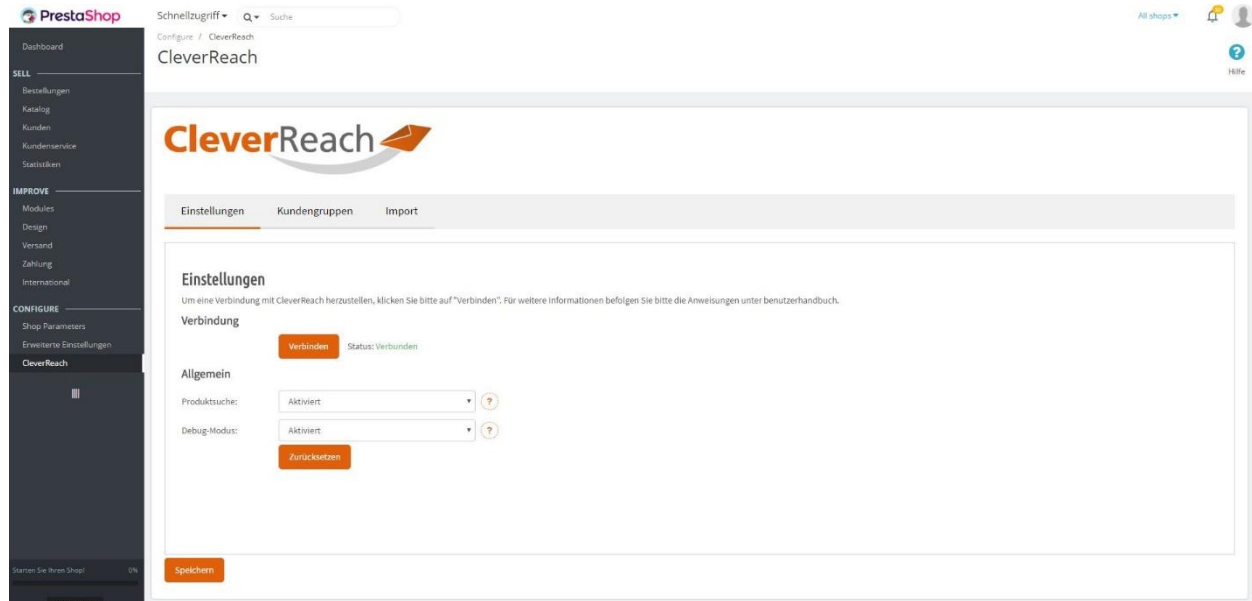 PrestaShop
Schnellzugriff
Suche
All shops
Configure / CleverReach
CleverReach
Hilfe
Dashboard
SELL
Bestellungen
Katalog
Kunden
Kundenservice
Statistiken
IMPROVE
Modules
Design
Versand
Zahlung
International
CONFIGURE
Shop Parameters
Erweiterte Einstellungen
CleverReach
Starten Sie Ihren Shop! 0%
CleverReach
Einstellungen Kundengruppen Import
Einstellungen
Um eine Verbindung mit CleverReach herzustellen, klicken Sie bitte auf "Verbinden". Für weitere Informationen befolgen Sie bitte die Anweisungen unter benutzerhandbuch.
Verbindung
Verbinden Status: Verbunden
Allgemein
Produktsuche: Aktiviert ?
Debug-Modus: Aktiviert ?
Zurücksetzen
Speichern